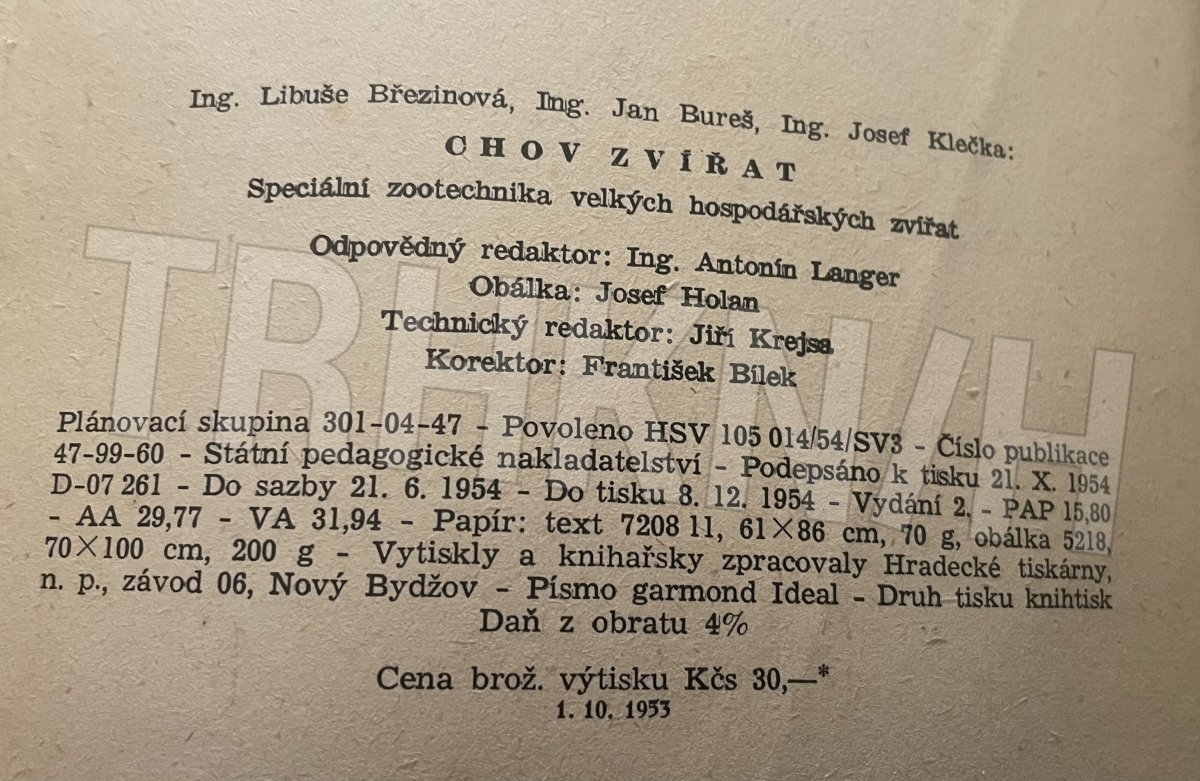 Ing. Libuše Březinová, Ing. Jan Bureš, Ing. Josef Klečka:
CHOV ZVÍŘAT
Speciální zootechnika velkých hospodářských zvířat
Odpovědný redaktor: Ing. Antonín Langer
Obálka: Josef Holan
Technický redaktor: Jiří Krejsa
Korektor: František Bílek
TRHKNIH
Plánovací skupina 301-04-47 - Povoleno HSV 105 014/54/SV3 - Číslo publikace
47-99-60 - Státní pedagogické nakladatelství - Podepsáno k tisku 21. X. 1954
D-07 261 - Do sazby 21. 6. 1954 - Do tisku 8. 12. 1954 - Vydání 2. - PAP 15,80
- AA 29,77 - VA 31,94 - Papír: text 7208 11, 61×86 cm, 70 g, obálka 5218,
70×100 cm, 200 g - Vytiskly a knihařsky zpracovaly Hradecké tiskárny,
n. p., závod 06, Nový Bydžov - Písmo garmond Ideal - Druh tisku knihtisk
Daň z obratu 4%
Cena brož. výtisku Kčs 30,—*
1. 10. 1953